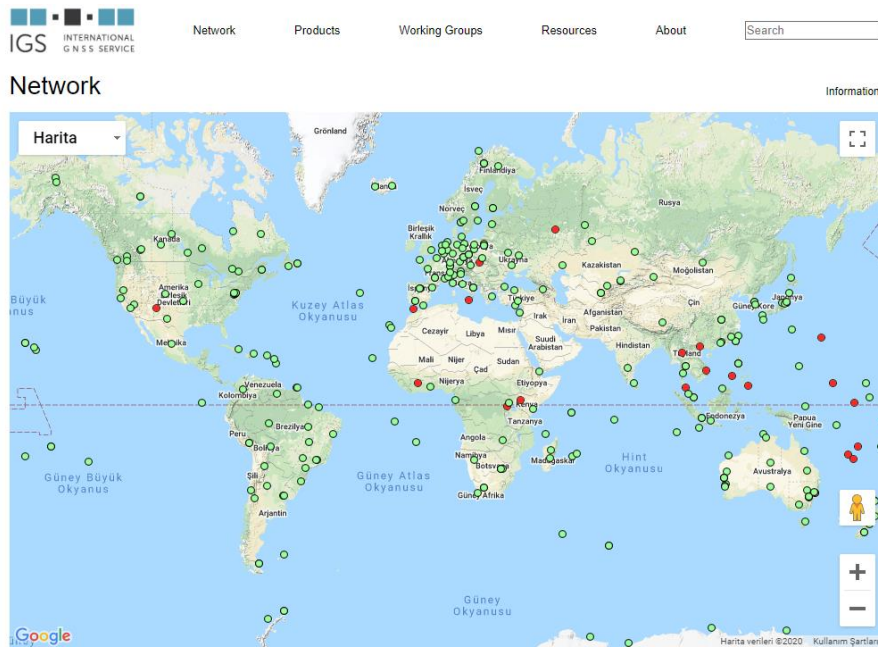 IGS INTERNATIONAL
GNSS SERVICE
Network Products Working Groups Resources About Search
Network
Information
Harita
Grönland
Finlandiya
İsveç
Norveç
Rusya
Kanada
Birleşik
Krallık
Ukrayna
Kazakistan
Moğolistan
Amerika
Birleşik
Devletleri
Büyük
Kuzey Atlas
Okyanusu
Türkiye
Güney Kore
Japonya
Çin
Afganistan
Irak
İran
Pakistan
Cezayir
Libya
Mısır
Suudi
Arabistan
Hindistan
Meksika
Mali
Nijer
Çad
Sudan
Tayland
Venezuela
Kolombiya
Nijerya
Etiyopya
Kenya
Endonezya
Papua
Yeni Gine
Brezilya
Peru
Tanzanya
Angola
Bolivya
Namibya
Botsvana
Madagaskar
Hint
Okyanusu
Avustralya
Güney Büyük
Okyanus
Güney Atlas
Okyanusu
Şili
Güney Afrika
Arjantin
Güney
Okyanusu
Google
Harita verileri ©2020 Kullanım Şartları